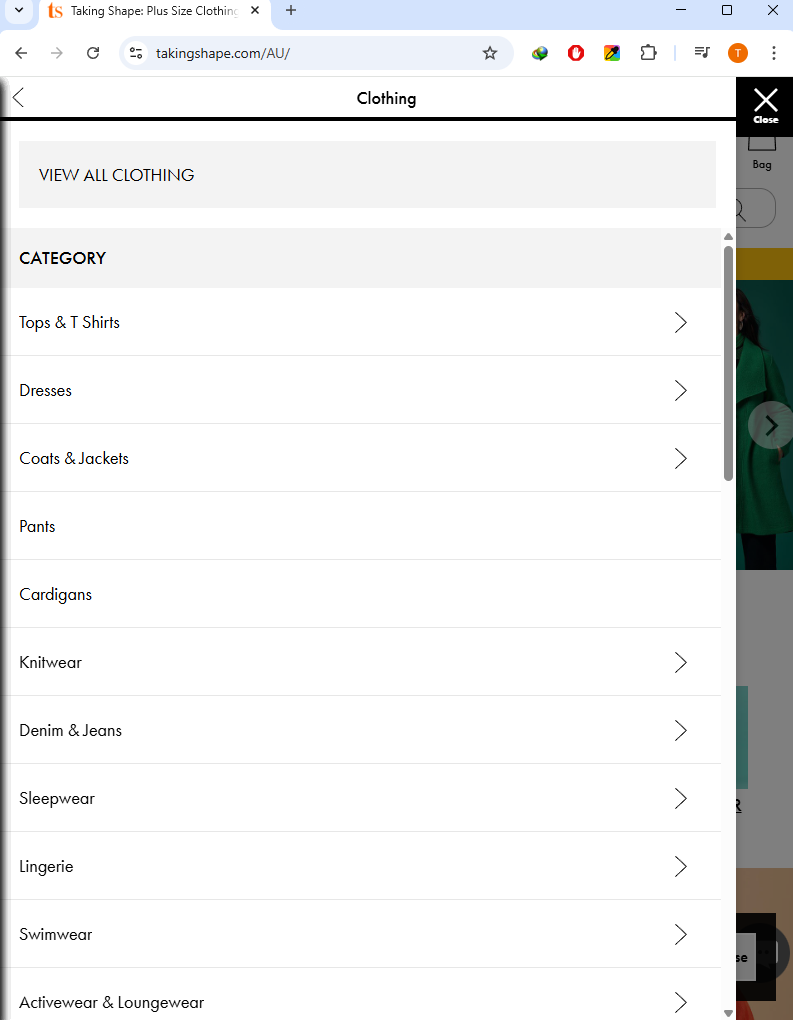 ts Taking Shape: Plus Size Clothing
takingshape.com/AU/
T
Clothing
Close
Bag
VIEW ALL CLOTHING
CATEGORY
Tops & T Shirts
Dresses
Coats & Jackets
Pants
Cardigans
Knitwear
Denim & Jeans
Sleepwear
Lingerie
Swimwear
Activewear & Loungewear
R
se